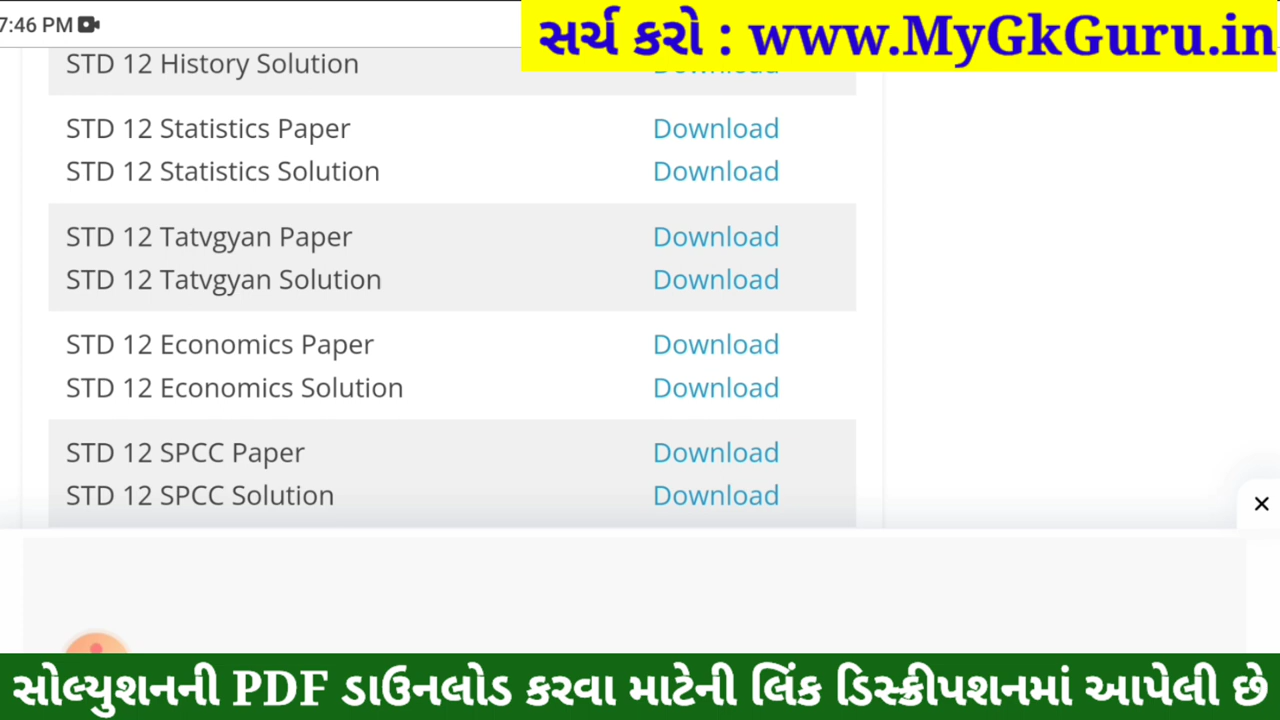 7:46 PM
સર્ચ કરો : www.MyGkGuru.in
STD 12 History Solution Download
STD 12 Statistics Paper Download
STD 12 Statistics Solution Download
STD 12 Tatvgyan Paper Download
STD 12 Tatvgyan Solution Download
STD 12 Economics Paper Download
STD 12 Economics Solution Download
STD 12 SPCC Paper Download
STD 12 SPCC Solution Download
સોલ્યુશનની PDF ડાઉનલોડ કરવા માટેની લિંક ડિસ્ક્રીપશનમાં આપેલી છે